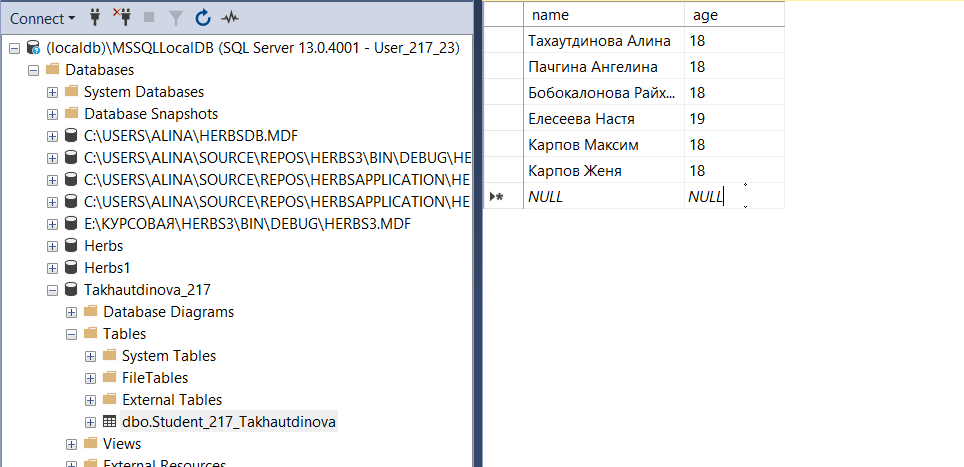 Connect
(localdb)\MSSQLLocalDB (SQL Server 13.0.4001 - User_217_23)
Databases
System Databases
Database Snapshots
C:\USERS\ALINA\HERBSDB.MDF
C:\USERS\ALINA\SOURCE\REPOS\HERBS3\BIN\DEBUG\HE
C:\USERS\ALINA\SOURCE\REPOS\HERBSAPPLICATION\HE
C:\USERS\ALINA\SOURCE\REPOS\HERBSAPPLICATION\HE
E:\КУРСОВАЯ\HERBS3\BIN\DEBUG\HERBS3.MDF
Herbs
Herbs1
Takhautdinova_217
Database Diagrams
Tables
System Tables
FileTables
External Tables
dbo.Student_217_Takhautdinova
Views
External Resources
name age
Тахаутдинова Алина 18
Пачгина Ангелина 18
Бобокалонова Райх... 18
Елесеева Настя 19
Карпов Максим 18
Карпов Женя 18
NULL NULL